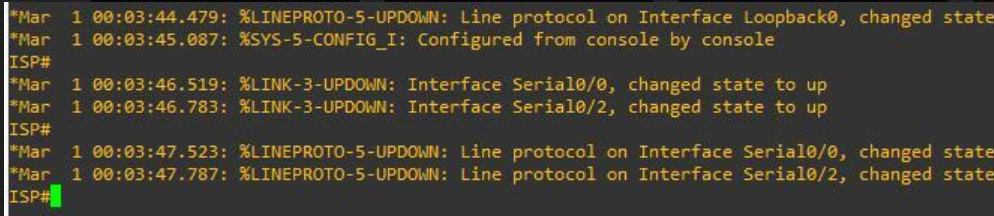 *Mar  1 00:03:44.479: %LINEPROTO-5-UPDOWN: Line protocol on Interface Loopback0, changed state
*Mar  1 00:03:45.087: %SYS-5-CONFIG_I: Configured from console by console
ISP#
*Mar  1 00:03:46.519: %LINK-3-UPDOWN: Interface Serial0/0, changed state to up
*Mar  1 00:03:46.783: %LINK-3-UPDOWN: Interface Serial0/2, changed state to up
ISP#
*Mar  1 00:03:47.523: %LINEPROTO-5-UPDOWN: Line protocol on Interface Serial0/0, changed state
*Mar  1 00:03:47.787: %LINEPROTO-5-UPDOWN: Line protocol on Interface Serial0/2, changed state
ISP#